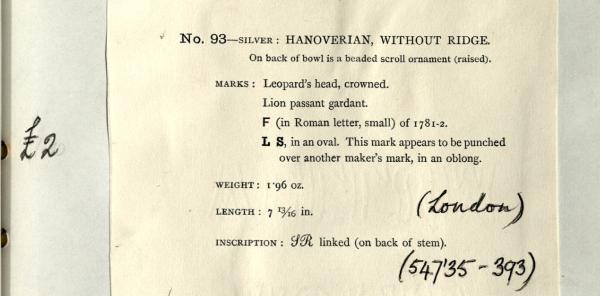 No. 93—SILVER: HANOVERIAN, WITHOUT RIDGE.
On back of bowl is a beaded scroll ornament (raised).
MARKS: Leopard's head, crowned.
Lion passant gardant.
F (in Roman letter, small) of 1781-2.
L S, in an oval. This mark appears to be punched
over another maker's mark, in an oblong.
£2
WEIGHT: 1·96 oz.
LENGTH: 7 13/16 in.
(London)
INSCRIPTION: SR linked (on back of stem).
(547'35-393)